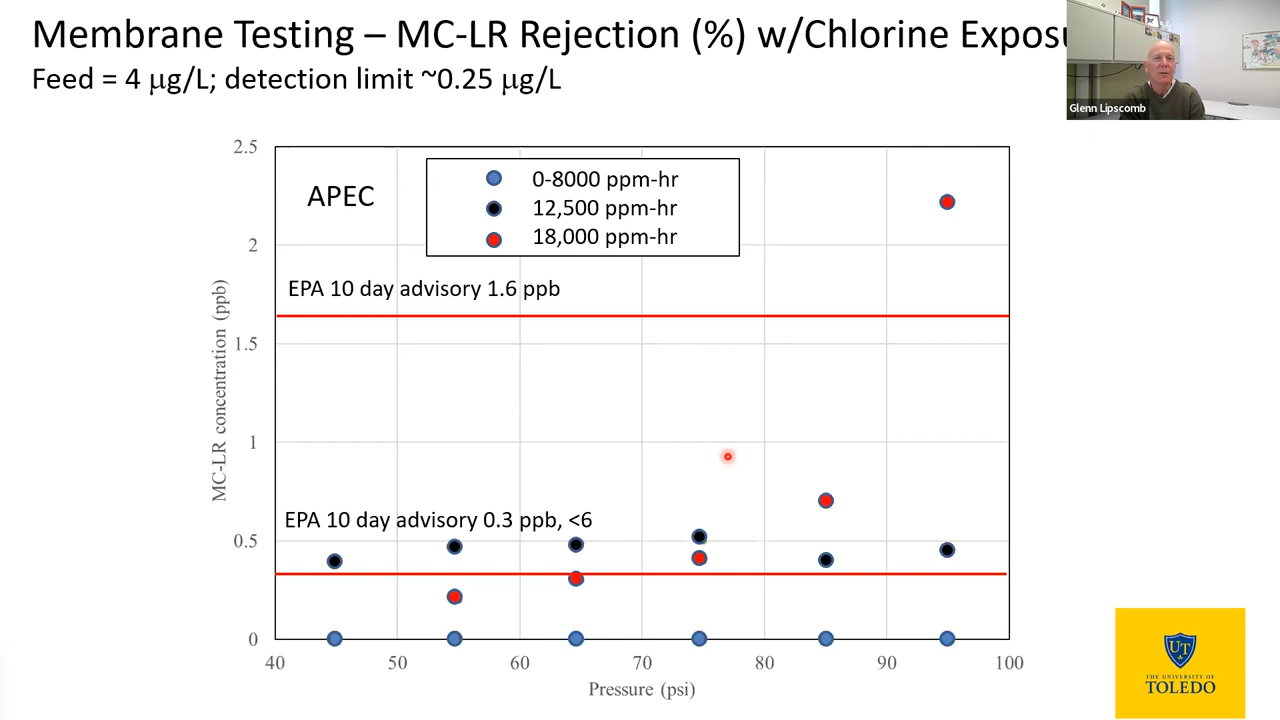 Membrane Testing – MC-LR Rejection (%) w/Chlorine Exposu
Feed = 4 µg/L; detection limit ~0.25 µg/L
Glenn Lipscomb
APEC
0-8000 ppm-hr
12,500 ppm-hr
18,000 ppm-hr
EPA 10 day advisory 1.6 ppb
EPA 10 day advisory 0.3 ppb, <6
MC-LR concentration (ppb)
2.5
2
1.5
1
0.5
0
40 50 60 70 80 90 100
Pressure (psi)
UT
THE UNIVERSITY OF
TOLEDO